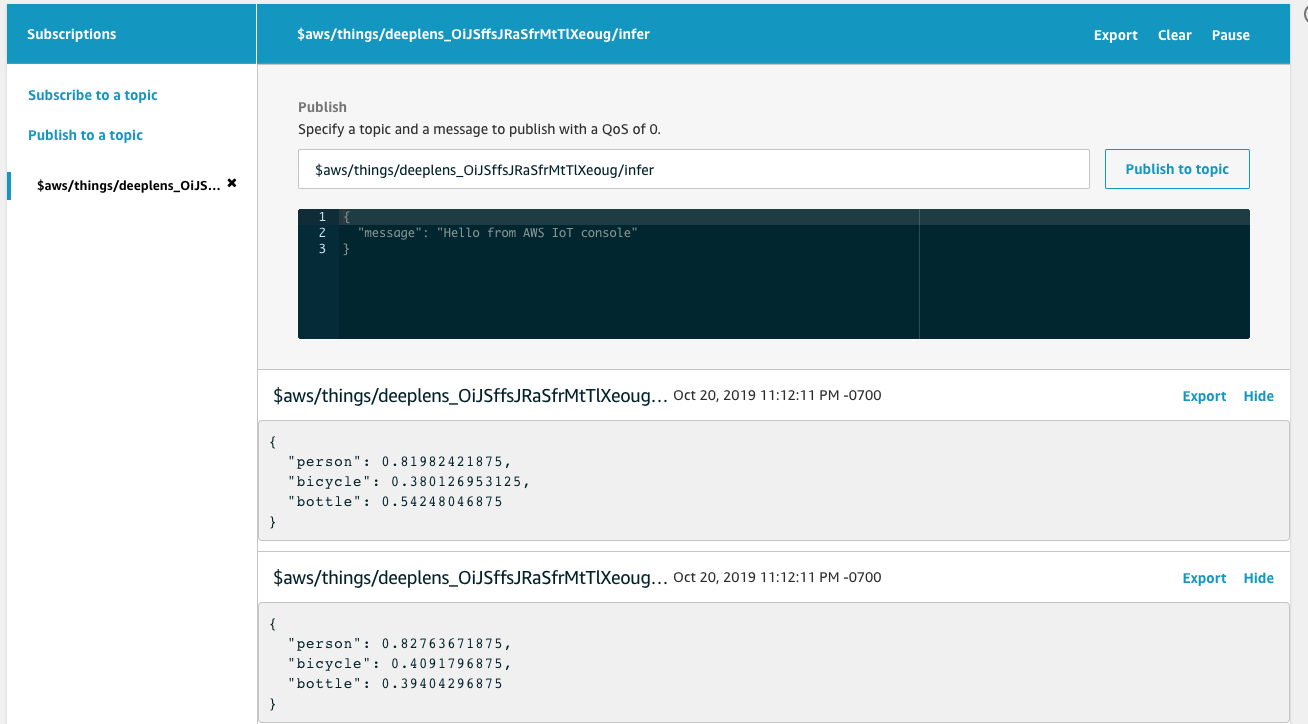 Subscriptions
$aws/things/deeplens_OiJSffsJRaSfrMtTlXeoug/infer
Export Clear Pause
Subscribe to a topic
Publish to a topic
$aws/things/deeplens_OiJS... ✖
Publish
Specify a topic and a message to publish with a QoS of 0.
$aws/things/deeplens_OiJSffsJRaSfrMtTlXeoug/infer
Publish to topic
1 {
2 "message": "Hello from AWS IoT console"
3 }
$aws/things/deeplens_OiJSffsJRaSfrMtTlXeoug... Oct 20, 2019 11:12:11 PM -0700 Export Hide
{
"person": 0.81982421875,
"bicycle": 0.380126953125,
"bottle": 0.54248046875
}
$aws/things/deeplens_OiJSffsJRaSfrMtTlXeoug... Oct 20, 2019 11:12:11 PM -0700 Export Hide
{
"person": 0.82763671875,
"bicycle": 0.4091796875,
"bottle": 0.39404296875
}